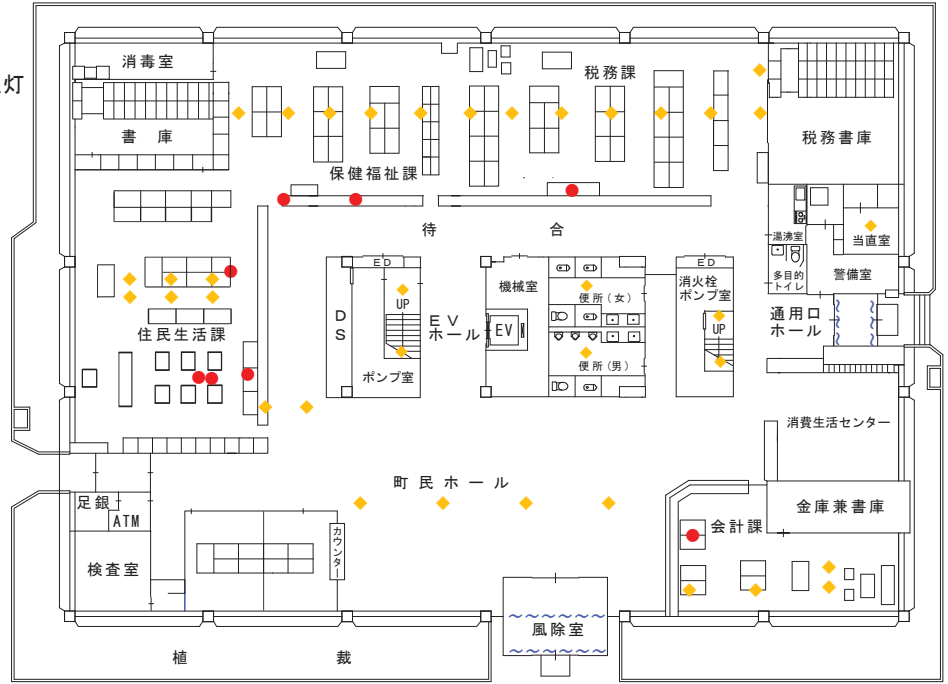 消毒室
灯
税務課
書庫
税務書庫
保健福祉課
待合
湯沸室
当直室
ED
ED
機械室
便所(女)
消火栓
ポンプ室
多目的
トイレ
警備室
UP
DS
EV
ホール
EV
UP
通用口
ホール
住民生活課
便所(男)
ポンプ室
消費生活センター
町民ホール
足銀
ATM
金庫兼書庫
会計課
カウンター
検査室
風除室
植裁